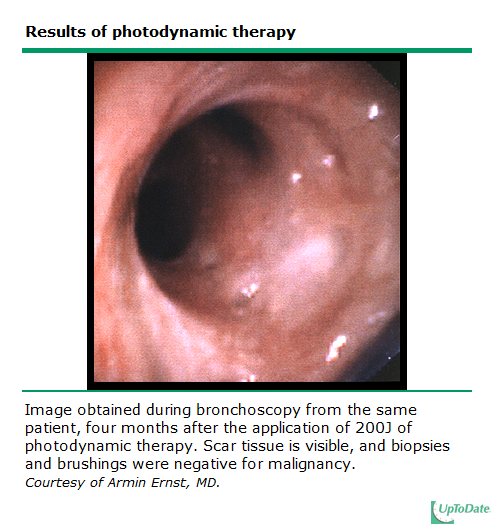 Results of photodynamic therapy
Image obtained during bronchoscopy from the same
patient, four months after the application of 200J of
photodynamic therapy. Scar tissue is visible, and biopsies
and brushings were negative for malignancy.
Courtesy of Armin Ernst, MD.
UpToDate